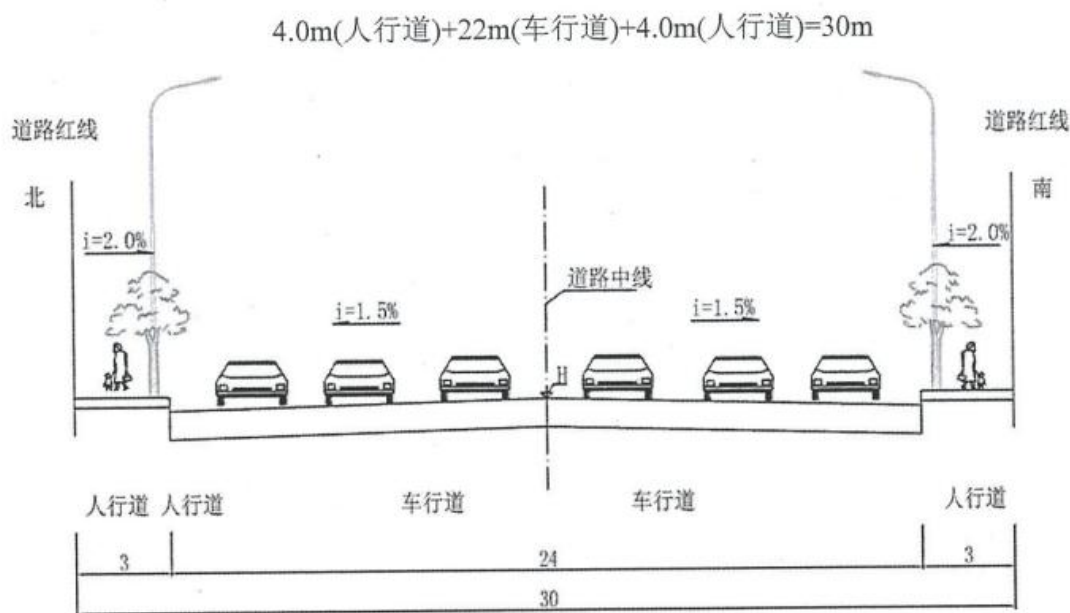 4.0m(人行道)+22m(车行道)+4.0m(人行道)=30m
道路红线
道路红线
北
南
i=2.0%
i=2.0%
道路中线
i=1.5%
i=1.5%
H
人行道 人行道 车行道 车行道 人行道
3 24 3
30